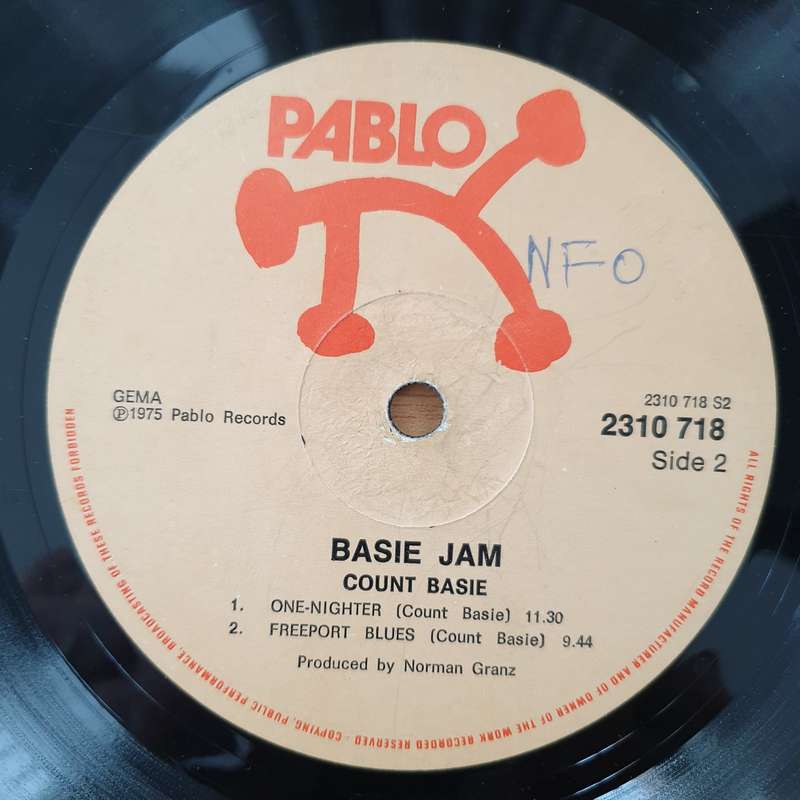 PABLO
NFO
GEMA
℗1975 Pablo Records
2310 718 S2
2310 718
Side 2
BASIE JAM
COUNT BASIE
1. ONE-NIGHTER (Count Basie) 11.30
2. FREEPORT BLUES (Count Basie) 9.44
Produced by Norman Granz
ALL RIGHTS OF THE RECORD MANUFACTURER AND OF OWNER OF THE WORK RECORDED RESERVED - COPYING, PUBLIC PERFORMANCE, BROADCASTING OF THESE RECORDS FORBIDDEN